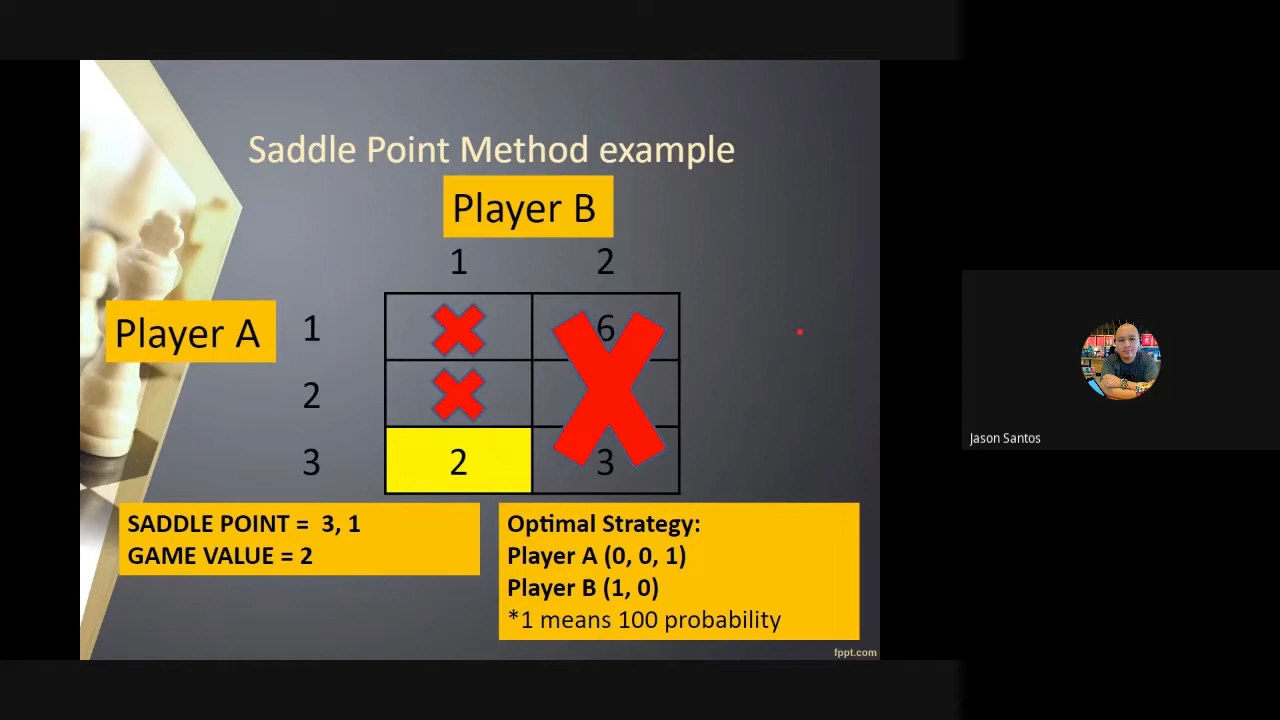 Saddle Point Method example
Player B
1 2
Player A
1 6
2
3 2 3
SADDLE POINT = 3, 1
GAME VALUE = 2
Optimal Strategy:
Player A (0, 0, 1)
Player B (1, 0)
*1 means 100 probability
fppt.com
Jason Santos